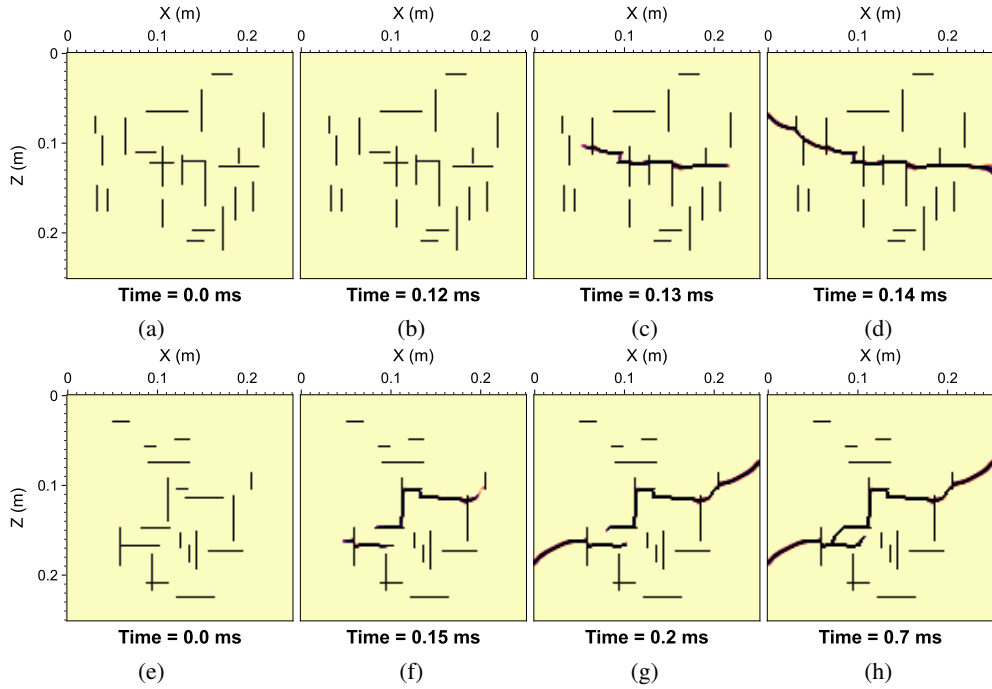 X (m) X (m) X (m) X (m)
0 0.1 0.2 0 0.1 0.2 0 0.1 0.2 0 0.1 0.2
0
0.1
Z (m)
0.2
Time = 0.0 ms Time = 0.12 ms Time = 0.13 ms Time = 0.14 ms
(a) (b) (c) (d)
X (m) X (m) X (m) X (m)
0 0.1 0.2 0 0.1 0.2 0 0.1 0.2 0 0.1 0.2
0
0.1
Z (m)
0.2
Time = 0.0 ms Time = 0.15 ms Time = 0.2 ms Time = 0.7 ms
(e) (f) (g) (h)